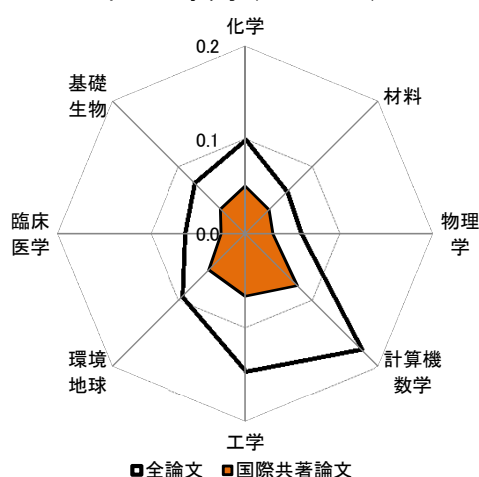 化学
0.2
基礎
生物
材料
0.1
臨床
医学
0.0
物理
学
環境
地球
計算機
数学
工学
全論文 国際共著論文